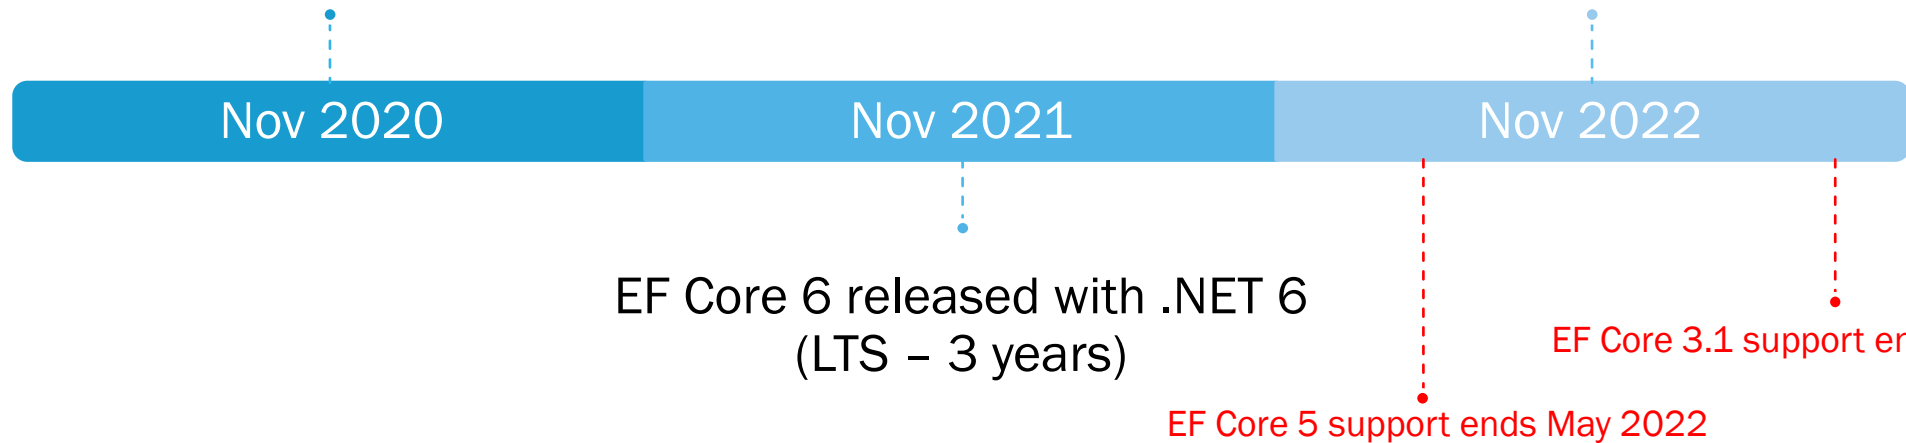 Nov 2020
Nov 2021
Nov 2022
EF Core 6 released with .NET 6
(LTS – 3 years)
EF Core 3.1 support
EF Core 5 support ends May 2022